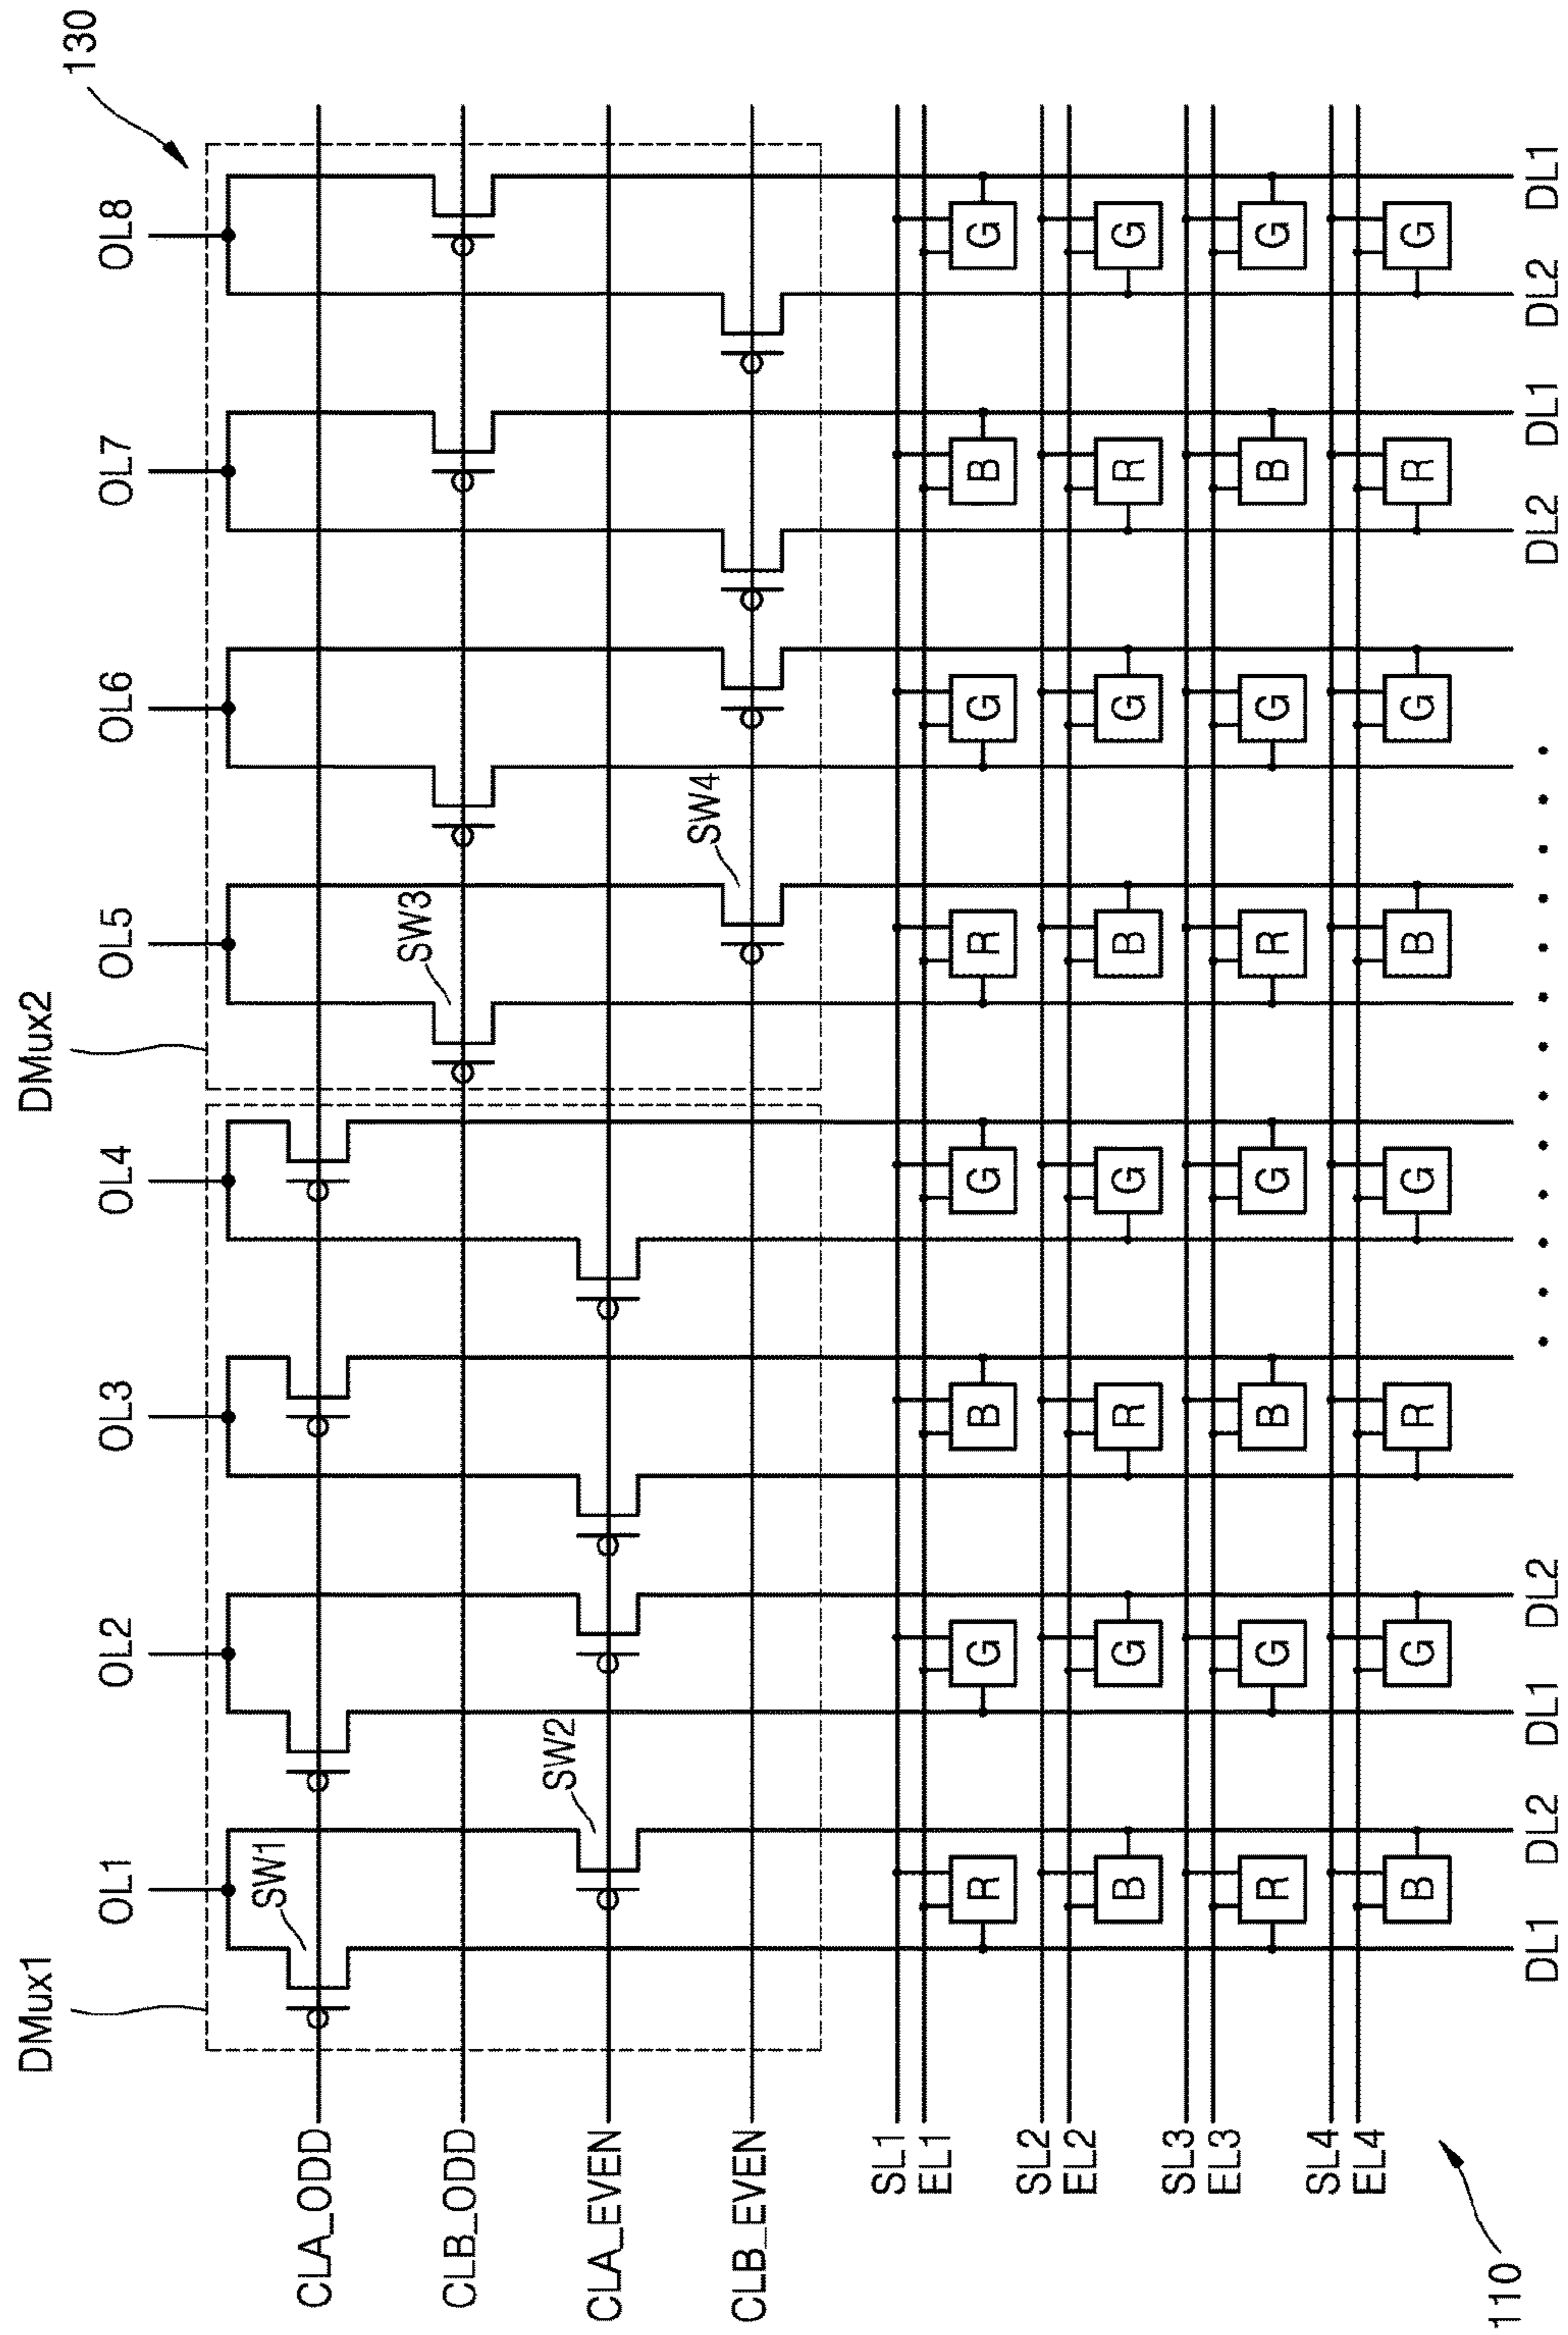 130
DMux1
DMux2
OL1 OL2 OL3 OL4 OL5 OL6 OL7 OL8
SW1
CLA_ODD
SW3
CLB_ODD
SW2
CLA_EVEN
SW4
CLB_EVEN
SL1
EL1
R G B G R G B G
SL2
EL2
B G R G B G R G
SL3
EL3
R G B G R G B G
SL4
EL4
B G R G B G R G
DL1 DL2 DL1 DL2 DL2 DL1 DL2 DL1
110